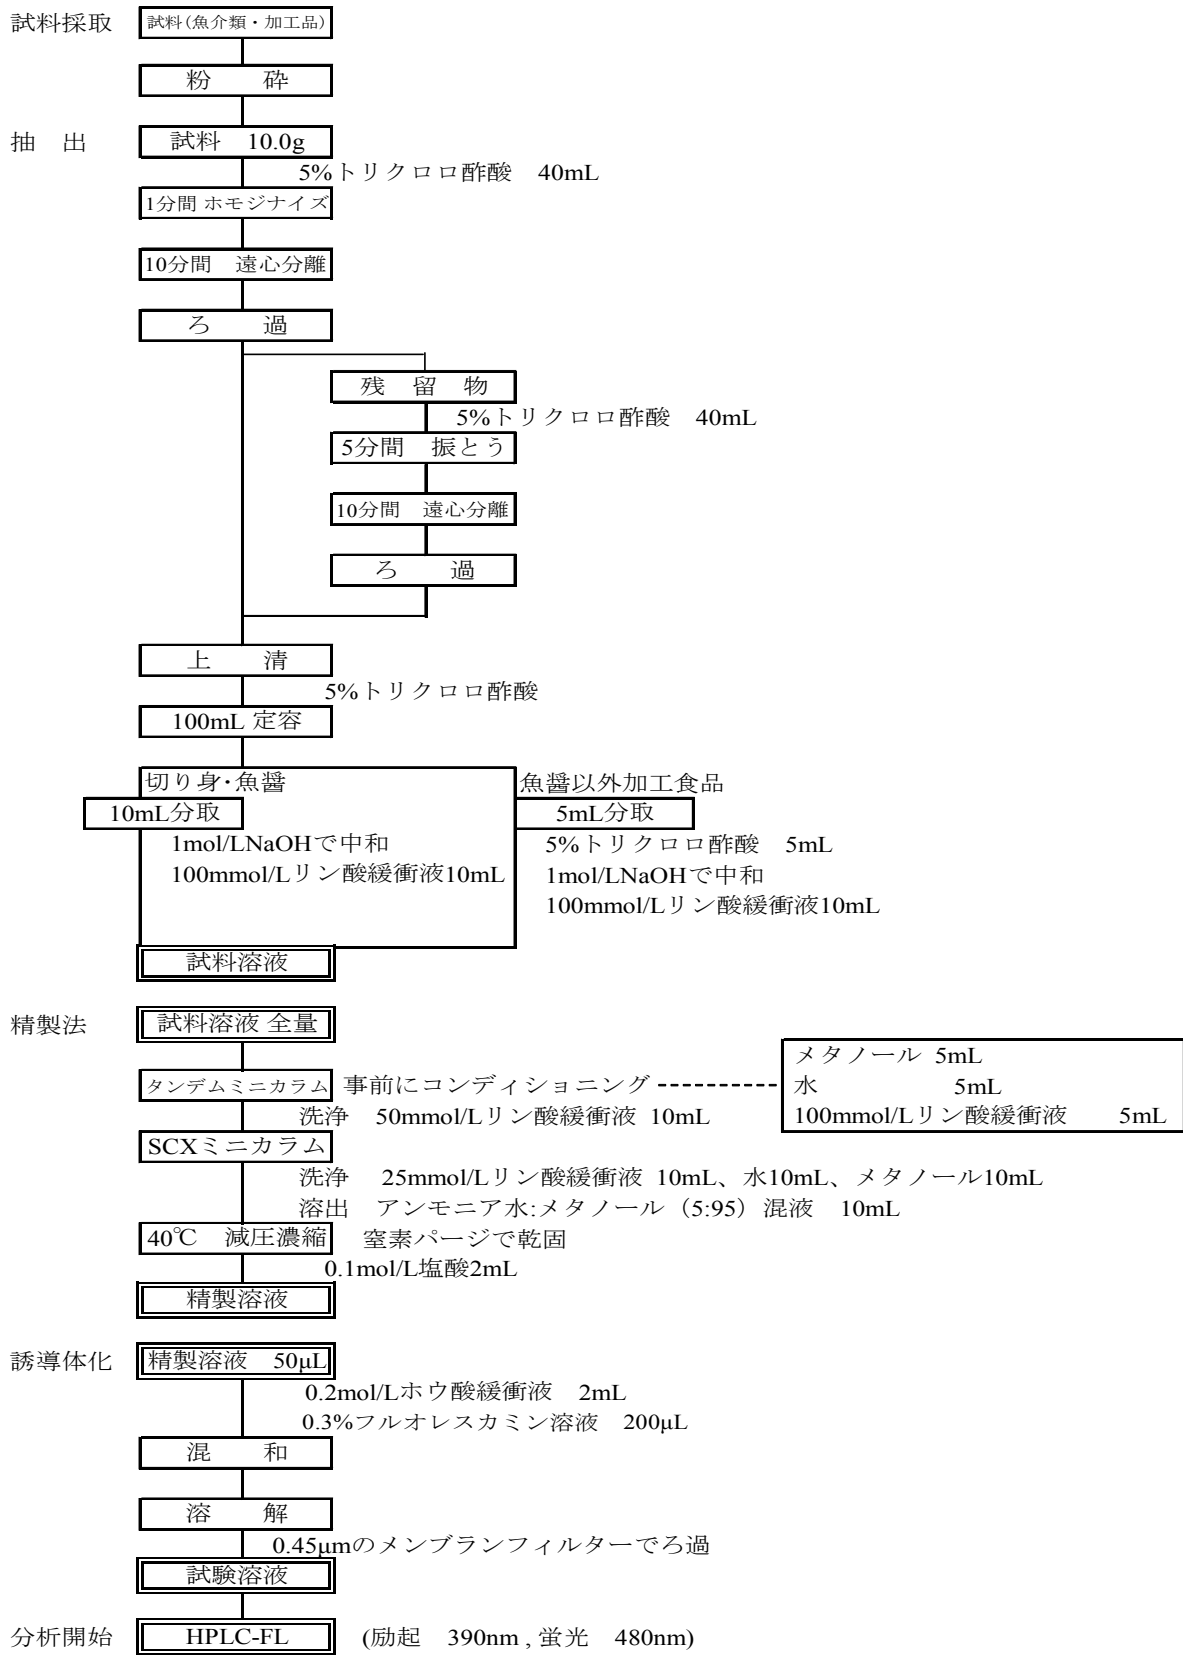 試料採取 試料(魚介類・加工品)
粉 砕
抽 出 試料 10.0g
5%トリクロロ酢酸 40mL
1分間 ホモジナイズ
10分間 遠心分離
ろ 過
残 留 物
5%トリクロロ酢酸 40mL
5分間 振とう
10分間 遠心分離
ろ 過
上 清
5%トリクロロ酢酸
100mL 定容
切り身・魚醤 魚醤以外加工食品
10mL分取 5mL分取
1mol/LNaOHで中和 5%トリクロロ酢酸 5mL
100mmol/Lリン酸緩衝液10mL 1mol/LNaOHで中和
100mmol/Lリン酸緩衝液10mL
試料溶液
精製法 試料溶液 全量
メタノール 5mL
タンデムミニカラム 事前にコンディショニング 水 5mL
洗浄 50mmol/Lリン酸緩衝液 10mL 100mmol/Lリン酸緩衝液 5mL
SCXミニカラム
洗浄 25mmol/Lリン酸緩衝液 10mL、水10mL、メタノール10mL
溶出 アンモニア水:メタノール（5:95）混液 10mL
40℃ 減圧濃縮 窒素パージで乾固
0.1mol/L塩酸2mL
精製溶液
誘導体化 精製溶液 50μL
0.2mol/Lホウ酸緩衝液 2mL
0.3%フルオレスカミン溶液 200μL
混 和
溶 解
0.45μmのメンブランフィルターでろ過
試験溶液
分析開始 HPLC-FL (励起 390nm , 蛍光 480nm)